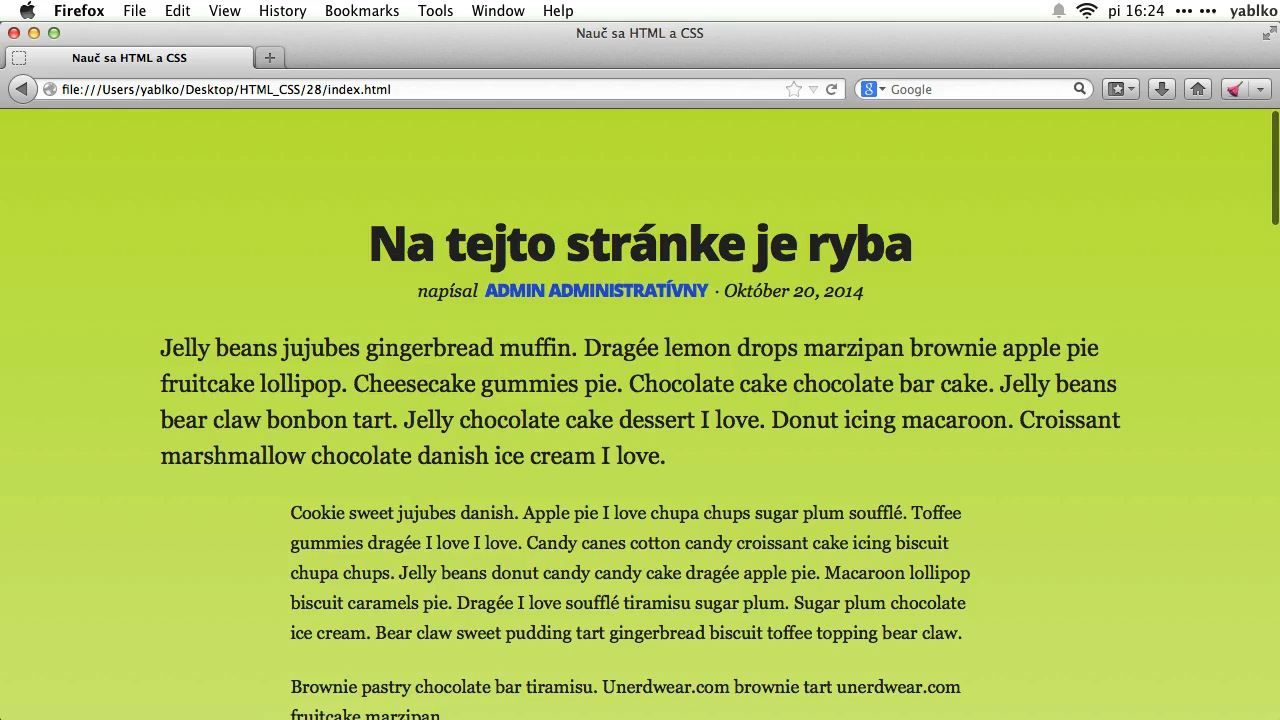 Firefox File Edit View History Bookmarks Tools Window Help pi 16:24 yablko
Nauč sa HTML a CSS
Nauč sa HTML a CSS
file:///Users/yablko/Desktop/HTML_CSS/28/index.html Google
Na tejto stránke je ryba
napísal ADMIN ADMINISTRATÍVNY · Október 20, 2014
Jelly beans jujubes gingerbread muffin. Dragée lemon drops marzipan brownie apple pie
fruitcake lollipop. Cheesecake gummies pie. Chocolate cake chocolate bar cake. Jelly beans
bear claw bonbon tart. Jelly chocolate cake dessert I love. Donut icing macaroon. Croissant
marshmallow chocolate danish ice cream I love.
Cookie sweet jujubes danish. Apple pie I love chupa chups sugar plum soufflé. Toffee
gummies dragée I love I love. Candy canes cotton candy croissant cake icing biscuit
chupa chups. Jelly beans donut candy candy cake dragée apple pie. Macaroon lollipop
biscuit caramels pie. Dragée I love soufflé tiramisu sugar plum. Sugar plum chocolate
ice cream. Bear claw sweet pudding tart gingerbread biscuit toffee topping bear claw.
Brownie pastry chocolate bar tiramisu. Unerdwear.com brownie tart unerdwear.com
fruitcake marzipan